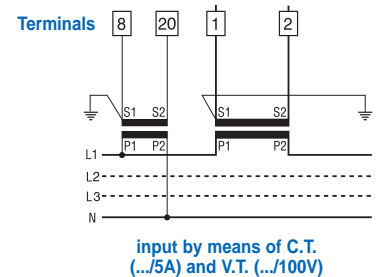 Terminals 8 20 1 2
S1 S2 S1 S2
P1 P2 P1 P2
L1
L2
L3
N
input by means of C.T.
(.../5A) and V.T. (.../100V)